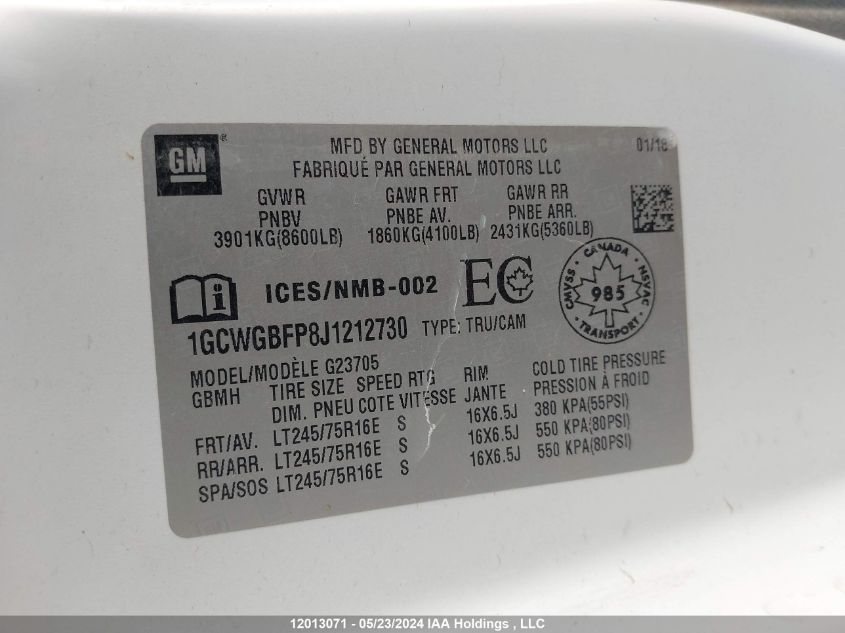 GM®
MFD BY GENERAL MOTORS LLC 01/18
FABRIQUÉ PAR GENERAL MOTORS LLC
GVWR GAWR FRT GAWR RR
PNBV PNBE AV. PNBE ARR.
3901KG(8600LB) 1860KG(4100LB) 2431KG(5360LB)
i ICES/NMB-002 EC
CANADA CMVSS NSVAC 985 TRANSPORT
1GCWGBFP8J1212730 TYPE: TRU/CAM
MODEL/MODÈLE G23705
GBMH TIRE SIZE SPEED RTG RIM COLD TIRE PRESSURE
DIM. PNEU COTE VITESSE JANTE PRESSION À FROID
FRT/AV. LT245/75R16E S 16X6.5J 380 KPA(55PSI)
RR/ARR. LT245/75R16E S 16X6.5J 550 KPA(80PSI)
SPA/SOS LT245/75R16E S 16X6.5J 550 KPA(80PSI)
12013071 - 05/23/2024 IAA Holdings , LLC